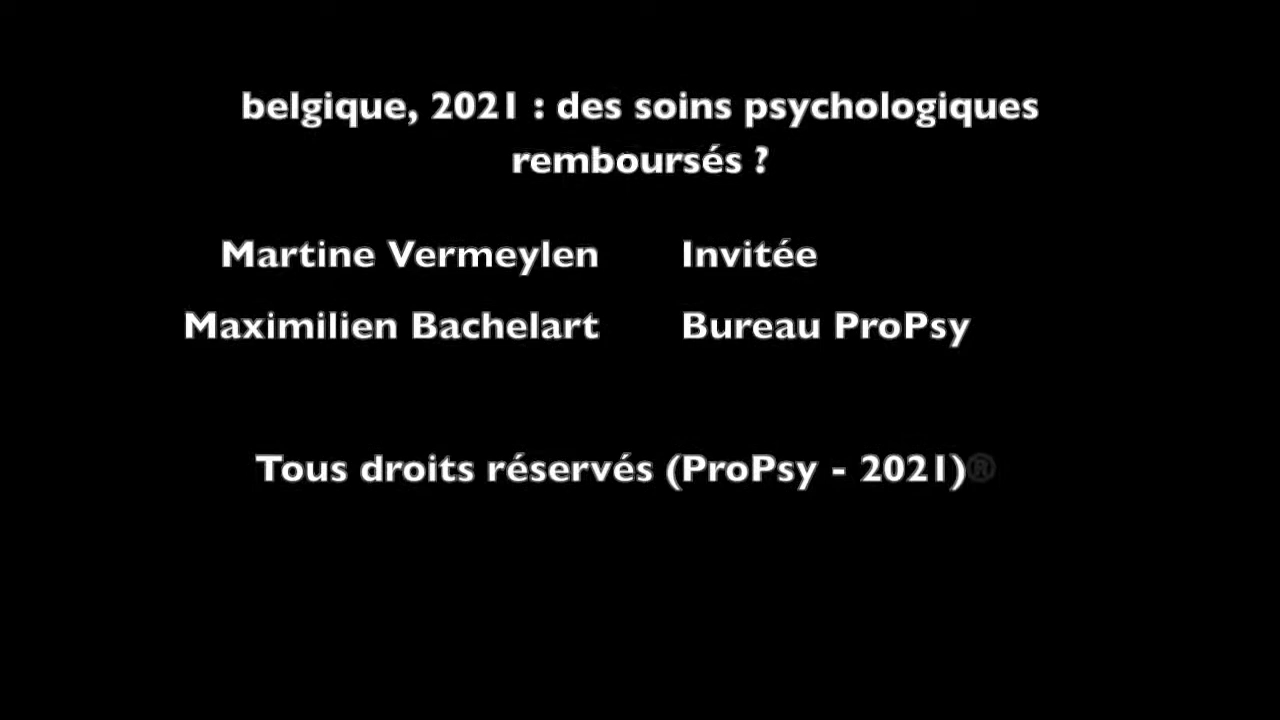 belgique, 2021 : des soins psychologiques
remboursés ?
Martine Vermeylen Invitée
Maximilien Bachelart Bureau ProPsy
Tous droits réservés (ProPsy - 2021)®